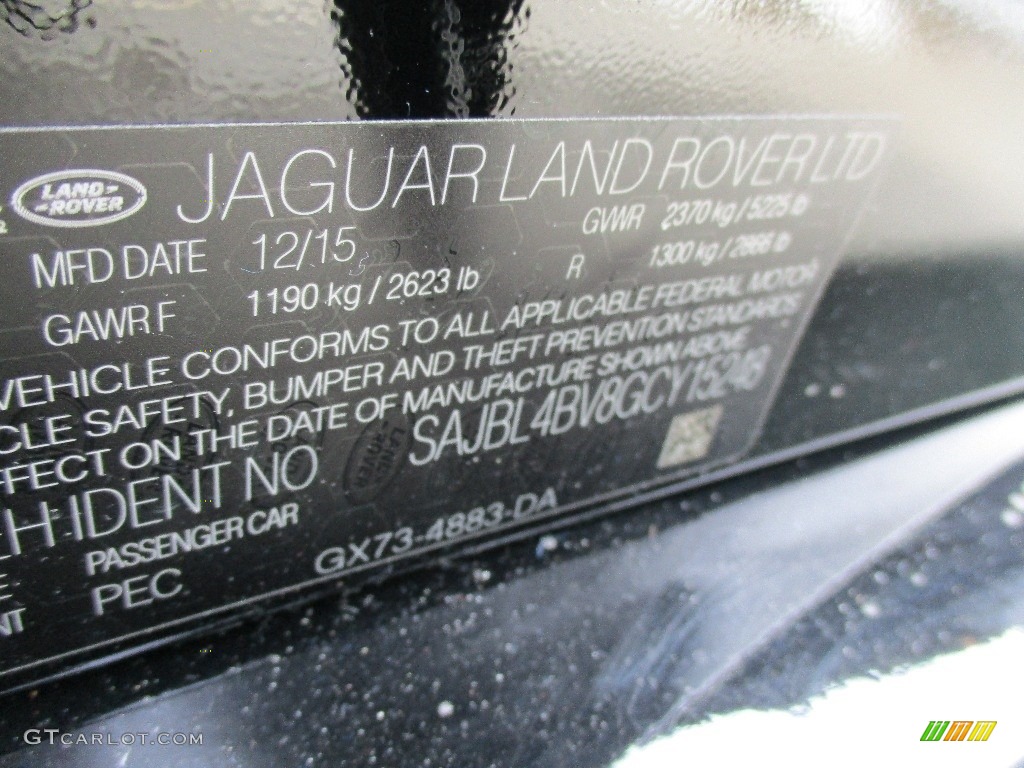 LAND ROVER
JAGUAR LAND ROVER LTD
MFD DATE 12/15 GVWR 2370 kg / 5225 lb
GAWR F 1190 kg / 2623 lb R 1300 kg / 2866 lb
VEHICLE CONFORMS TO ALL APPLICABLE FEDERAL MOTOR
CLE SAFETY, BUMPER AND THEFT PREVENTION STANDARDS
EFFECT ON THE DATE OF MANUFACTURE SHOWN ABOVE
H IDENT NO SAJBL4BV8GCY15248
PASSENGER CAR
PEC GX73-4883-DA
GTCARLOT.COM